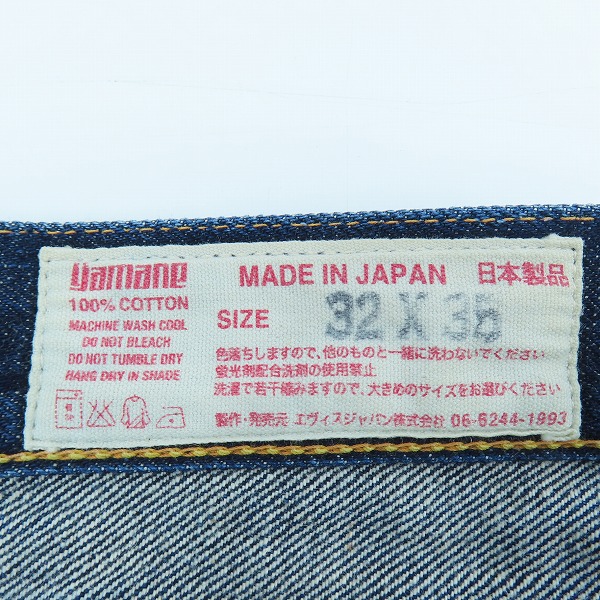 yamane
100% COTTON
MACHINE WASH COOL
DO NOT BLEACH
DO NOT TUMBLE DRY
HANG DRY IN SHADE
MADE IN JAPAN 日本製品
SIZE 32 X 35
色落ちしますので、他のものと一緒に洗わないでください
蛍光剤配合洗剤の使用禁止
洗濯で若干縮みますので、大きめのサイズをお選びください
製作・発売元 エヴィスジャパン株式会社 06-6244-1993